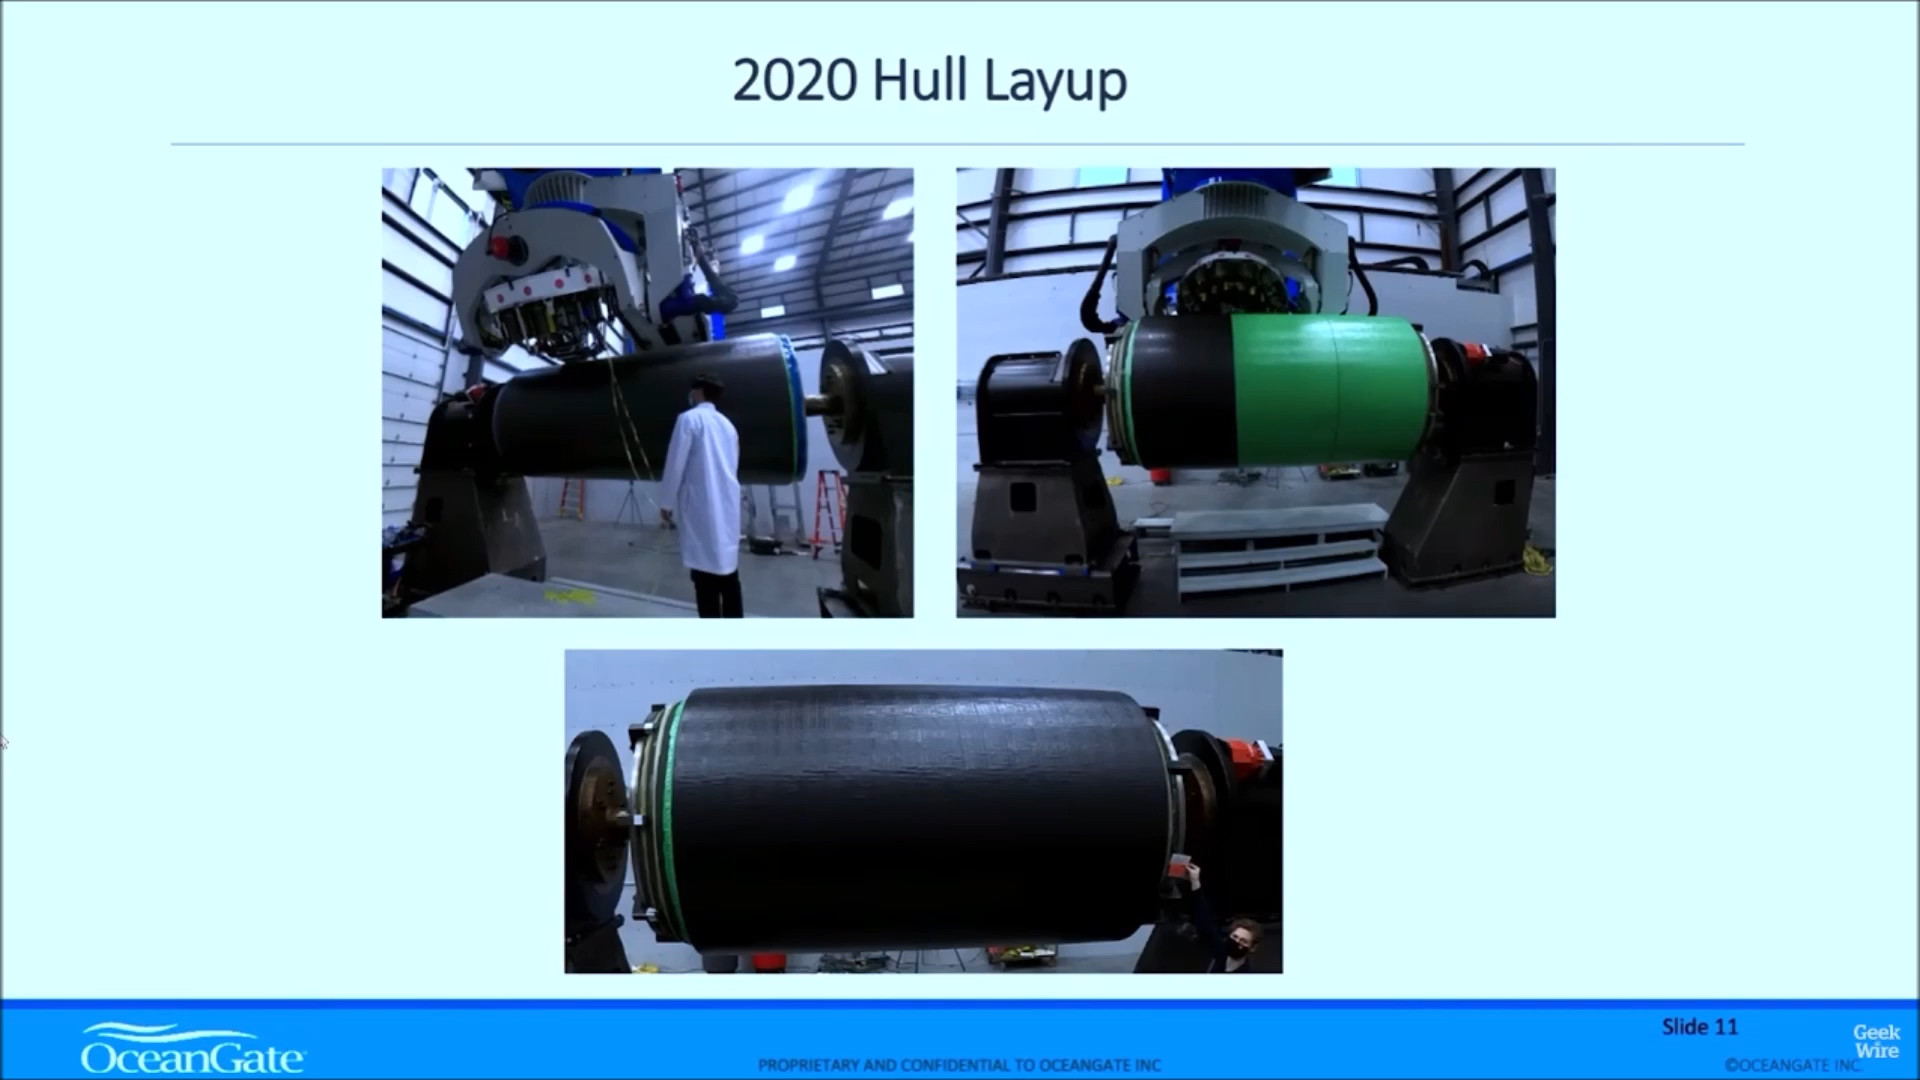 2020 Hull Layup
Slide 11
OCEANGATE
PROPRIETARY AND CONFIDENTIAL TO OCEANGATE INC
©OCEANGATE INC.
Geek
Wire